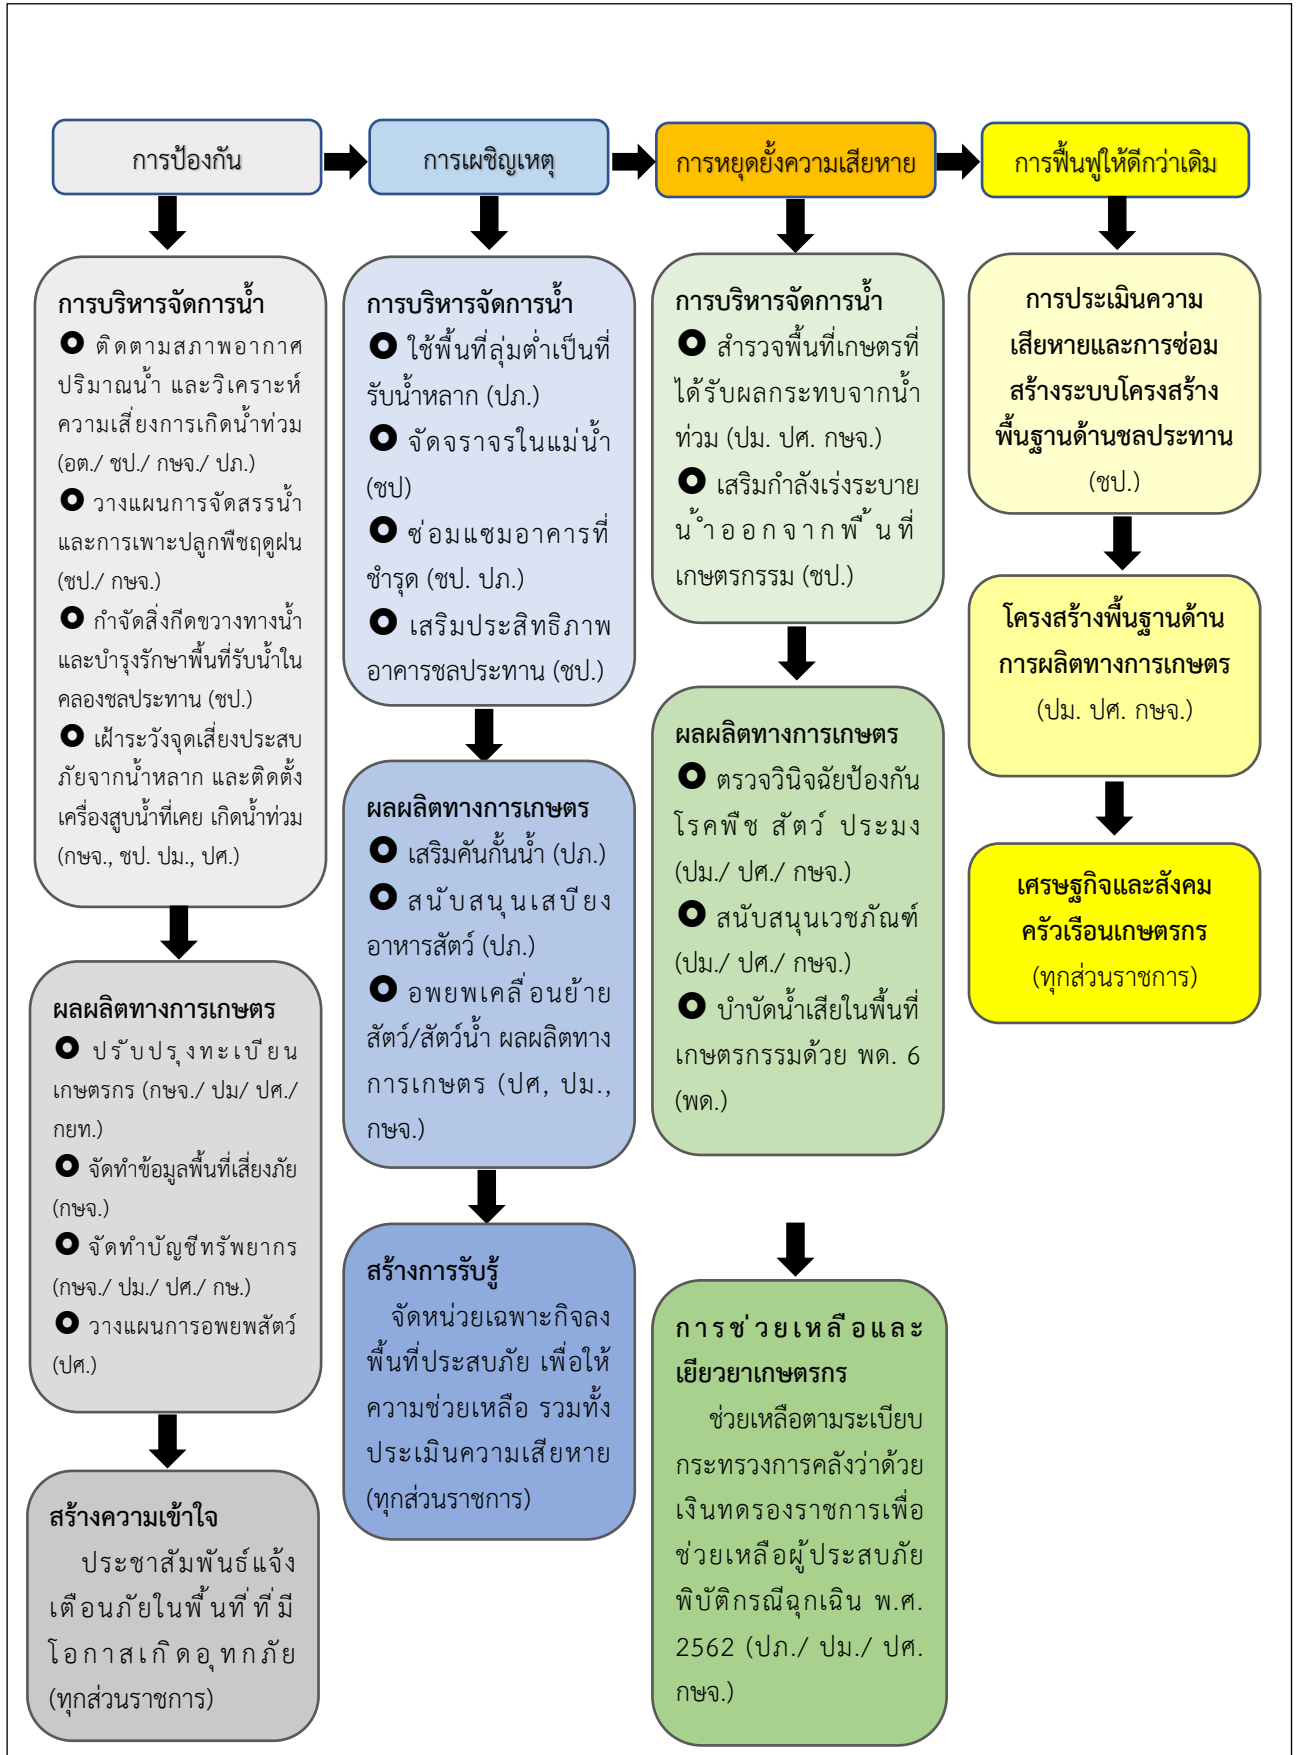 การป้องกัน
การเผชิญเหตุ
การหยุดยั้งความเสียหาย
การฟื้นฟูให้ดีกว่าเดิม
การบริหารจัดการน้ำ
ติดตามสภาพอากาศ
ปริมาณน้ำ และวิเคราะห์
ความเสี่ยงการเกิดน้ำท่วม
(อต./ ชป./ กษจ./ ปภ.)
วางแผนการจัดสรรน้ำ
และการเพาะปลูกพืชฤดูฝน
(ชป./ กษจ.)
กำจัดสิ่งกีดขวางทางน้ำ
และบำรุงรักษาพื้นที่รับน้ำใน
คลองชลประทาน (ชป.)
เฝ้าระวังจุดเสี่ยงประสบ
ภัยจากน้ำหลาก และติดตั้ง
เครื่องสูบน้ำที่เคย เกิดน้ำท่วม
(กษจ., ชป. ปม., ปศ.)
ผลผลิตทางการเกษตร
ปรับปรุงทะเบียน
เกษตรกร (กษจ./ ปม/ ปศ./
กยท.)
จัดทำข้อมูลพื้นที่เสี่ยงภัย
(กษจ.)
จัดทำบัญชีทรัพยากร
(กษจ./ ปม./ ปศ./ กษ.)
วางแผนการอพยพสัตว์
(ปศ.)
สร้างความเข้าใจ
ประชาสัมพันธ์แจ้ง
เตือนภัยในพื้นที่ที่มี
โอกาสเกิดอุทกภัย
(ทุกส่วนราชการ)
การบริหารจัดการน้ำ
ใช้พื้นที่ลุ่มต่ำเป็นที่
รับน้ำหลาก (ปภ.)
จัดจราจรในแม่น้ำ
(ชป)
ซ่อมแซมอาคารที่
ชำรุด (ชป. ปภ.)
เสริมประสิทธิภาพ
อาคารชลประทาน (ชป.)
ผลผลิตทางการเกษตร
เสริมคันกั้นน้ำ (ปภ.)
สนับสนุนเสบียง
อาหารสัตว์ (ปภ.)
อพยพเคลื่อนย้าย
สัตว์/สัตว์น้ำ ผลผลิตทาง
การเกษตร (ปศ, ปม.,
กษจ.)
สร้างการรับรู้
จัดหน่วยเฉพาะกิจลง
พื้นที่ประสบภัย เพื่อให้
ความช่วยเหลือ รวมทั้ง
ประเมินความเสียหาย
(ทุกส่วนราชการ)
การบริหารจัดการน้ำ
สำรวจพื้นที่เกษตรที่
ได้รับผลกระทบจากน้ำ
ท่วม (ปม. ปศ. กษจ.)
เสริมกำลังเร่งระบาย
น้ำออกจากพื้นที่
เกษตรกรรม (ชป.)
ผลผลิตทางการเกษตร
ตรวจวินิจฉัยป้องกัน
โรคพืช สัตว์ ประมง
(ปม./ ปศ./ กษจ.)
สนับสนุนเวชภัณฑ์
(ปม./ ปศ./ กษจ.)
บำบัดน้ำเสียในพื้นที่
เกษตรกรรมด้วย พด. 6
(พด.)
การช่วยเหลือและ
เยียวยาเกษตรกร
ช่วยเหลือตามระเบียบ
กระทรวงการคลังว่าด้วย
เงินทดรองราชการเพื่อ
ช่วยเหลือผู้ประสบภัย
พิบัติกรณีฉุกเฉิน พ.ศ.
2562 (ปภ./ ปม./ ปศ.
กษจ.)
การประเมินความ
เสียหายและการซ่อม
สร้างระบบโครงสร้าง
พื้นฐานด้านชลประทาน
(ชป.)
โครงสร้างพื้นฐานด้าน
การผลิตทางการเกษตร
(ปม. ปศ. กษจ.)
เศรษฐกิจและสังคม
ครัวเรือนเกษตรกร
(ทุกส่วนราชการ)